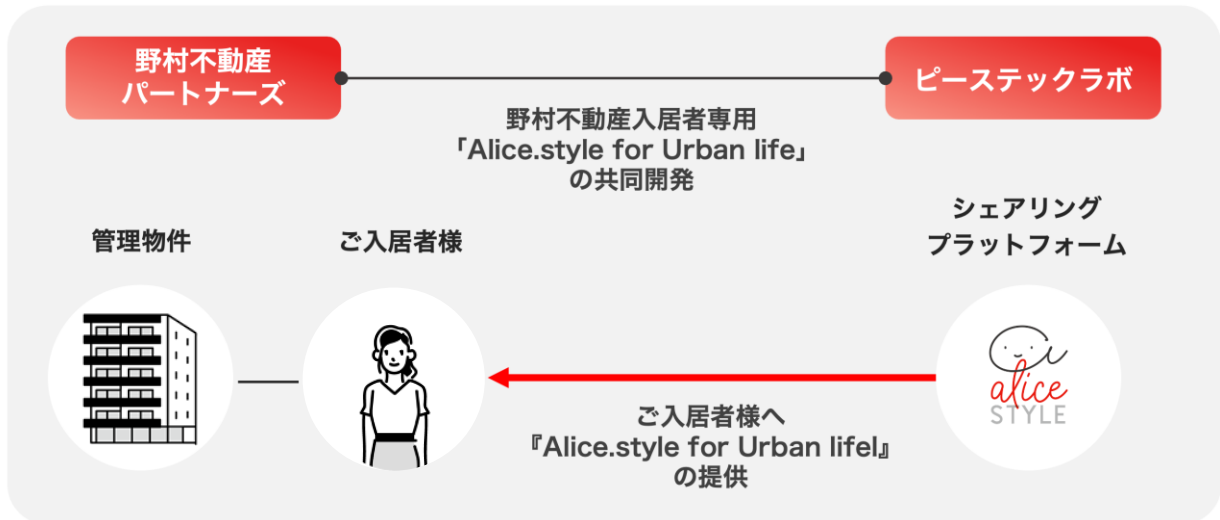 野村不動産
パートナーズ
ピーステックラボ
野村不動産入居者専用
「Alice.style for Urban life」
の共同開発
管理物件
ご入居者様
シェアリング
プラットフォーム
alice
STYLE
ご入居者様へ
『Alice.style for Urban lifel』
の提供